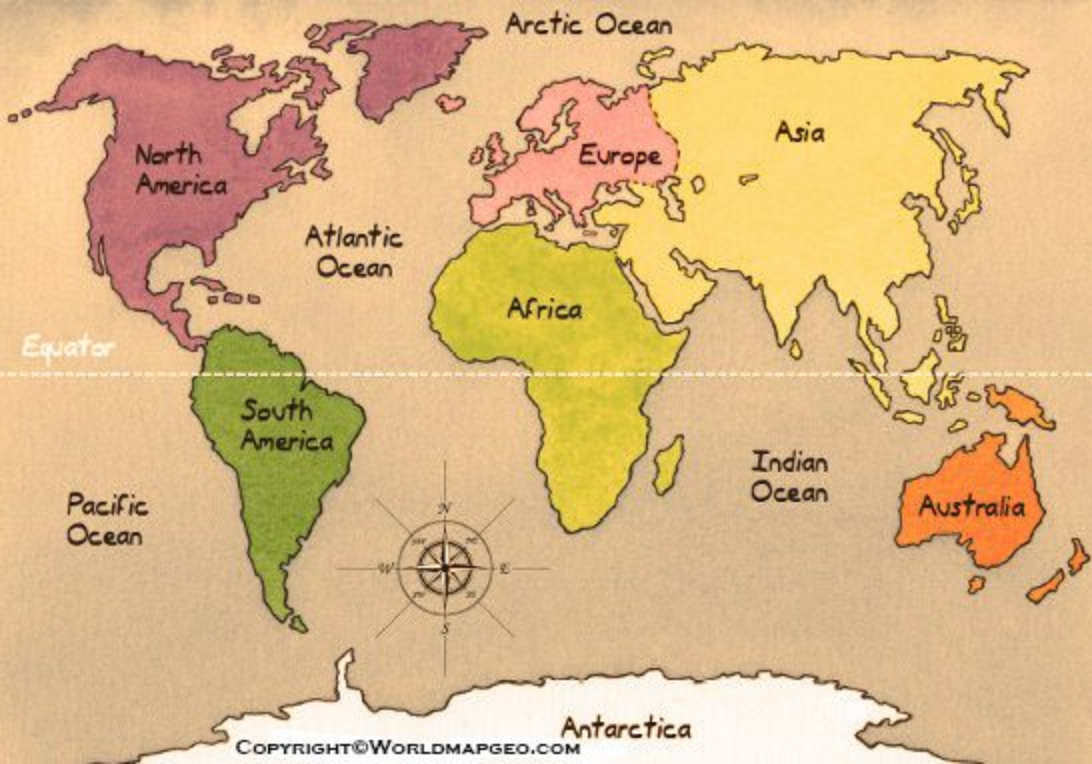 Arctic Ocean
North
America
Europe
Asia
Atlantic
Ocean
Africa
Equator
South
America
Indian
Ocean
Pacific
Ocean
Australia
N
W
E
S
Antarctica
COPYRIGHT©WORLDMAPGEO.COM